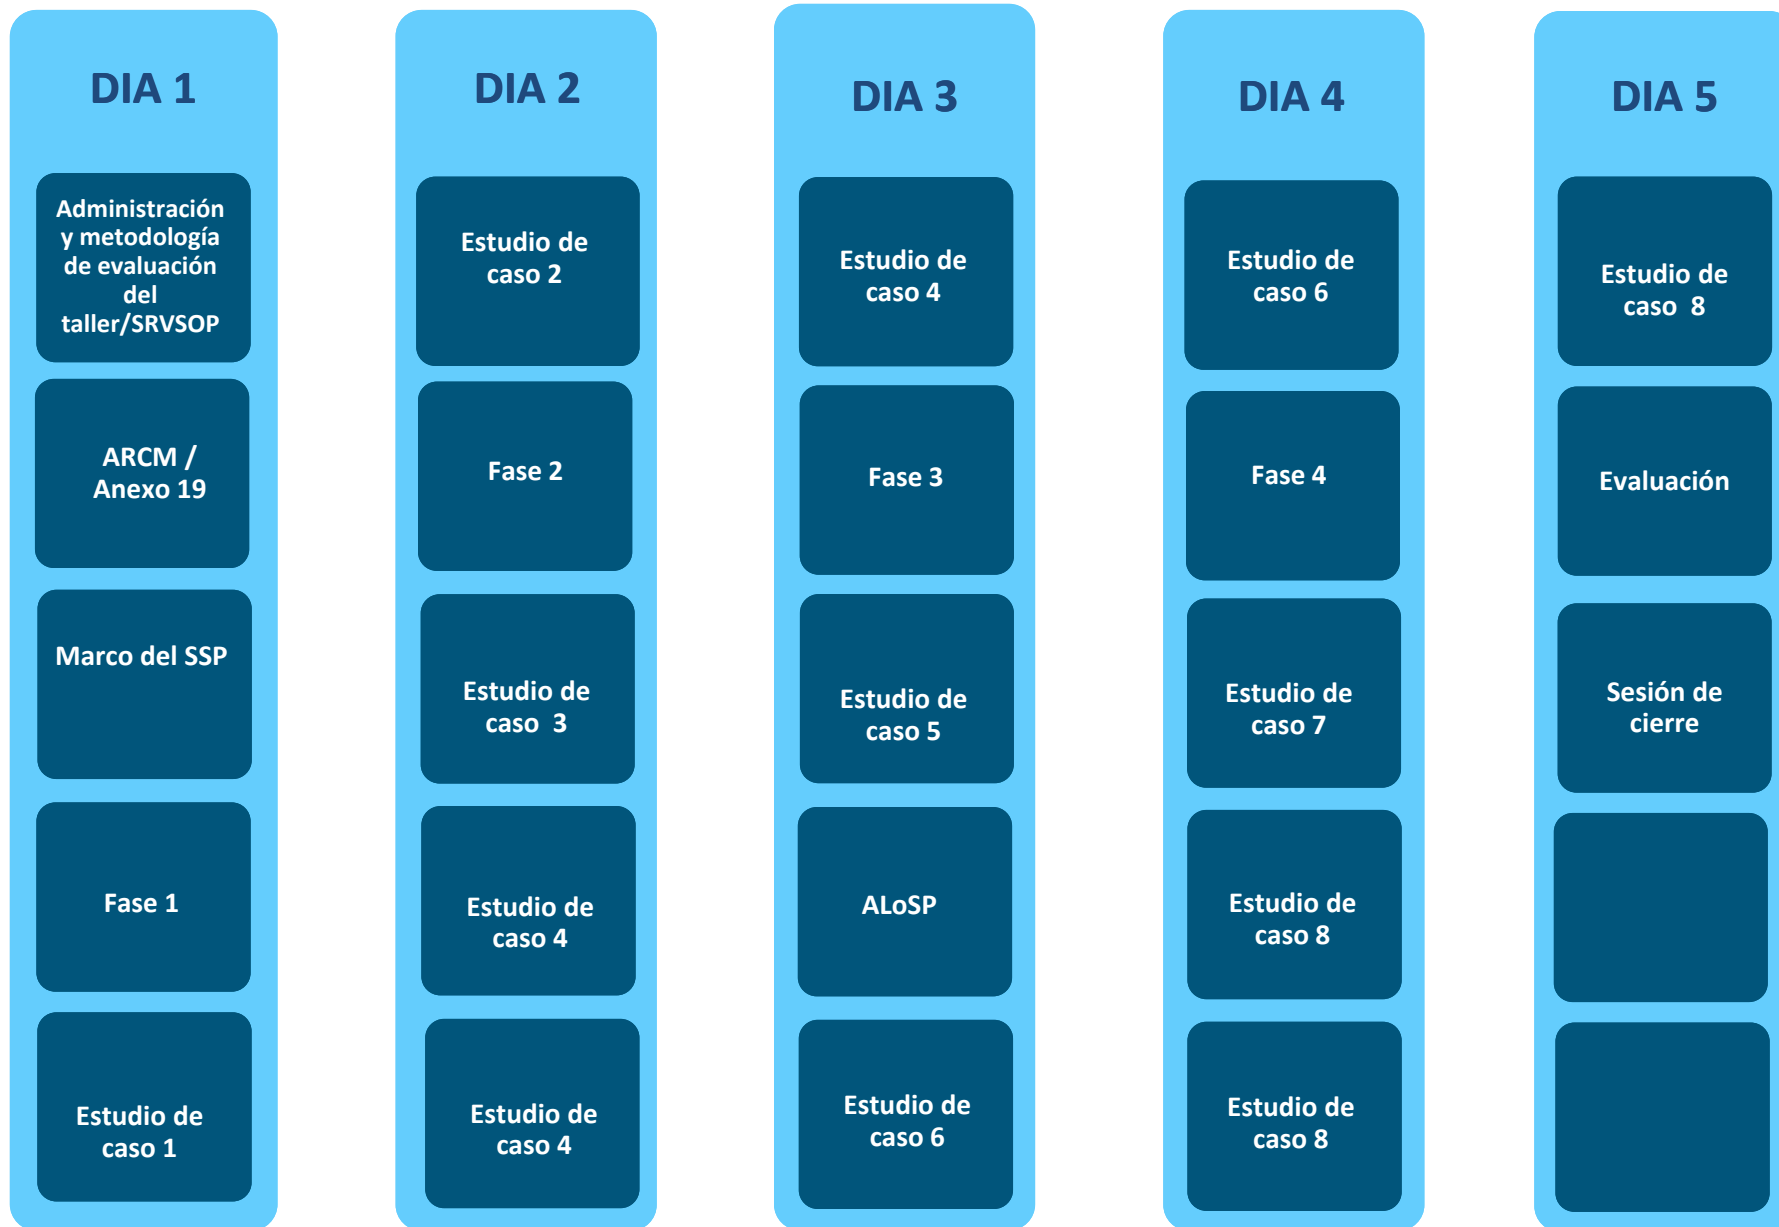 DIA 1
Administración
y metodología
de evaluación
del
taller/SRVSOP
ARCM /
Anexo 19
Marco del SSP
Fase 1
Estudio de
caso 1
DIA 2
Estudio de
caso 2
Fase 2
Estudio de
caso  3
Estudio de
caso 4
Estudio de
caso 4
DIA 3
Estudio de
caso 4
Fase 3
Estudio de
caso 5
ALoSP
Estudio de
caso 6
DIA 4
Estudio de
caso 6
Fase 4
Estudio de
caso 7
Estudio de
caso 8
Estudio de
caso 8
DIA 5
Estudio de
caso  8
Evaluación
Sesión de
cierre